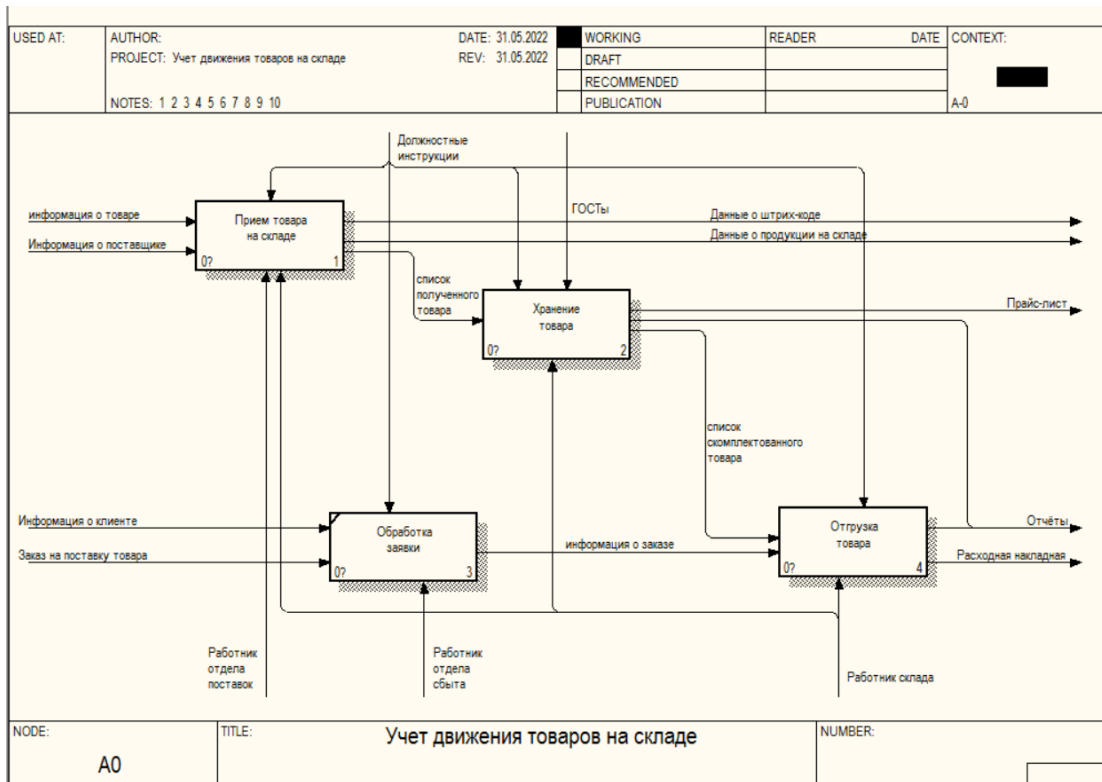 USED AT:
AUTHOR:
DATE: 31.05.2022
WORKING
READER
DATE
CONTEXT:
PROJECT: Учет движения товаров на складе
REV: 31.05.2022
DRAFT
RECOMMENDED
NOTES: 1 2 3 4 5 6 7 8 9 10
PUBLICATION
A-0
Должностные
инструкции
информация о товаре
Информация о поставщике
Прием товара
на складе
0?
1
ГОСТы
Данные о штрих-коде
Данные о продукции на складе
список
полученного
товара
Хранение
товара
0?
2
Прайс-лист
список
скомплектованного
товара
Информация о клиенте
Заказ на поставку товара
Обработка
заявки
0?
3
информация о заказе
Отгрузка
товара
0?
4
Отчёты
Расходная накладная
Работник
отдела
поставок
Работник
отдела
сбыта
Работник склада
NODE:
A0
TITLE:
Учет движения товаров на складе
NUMBER: